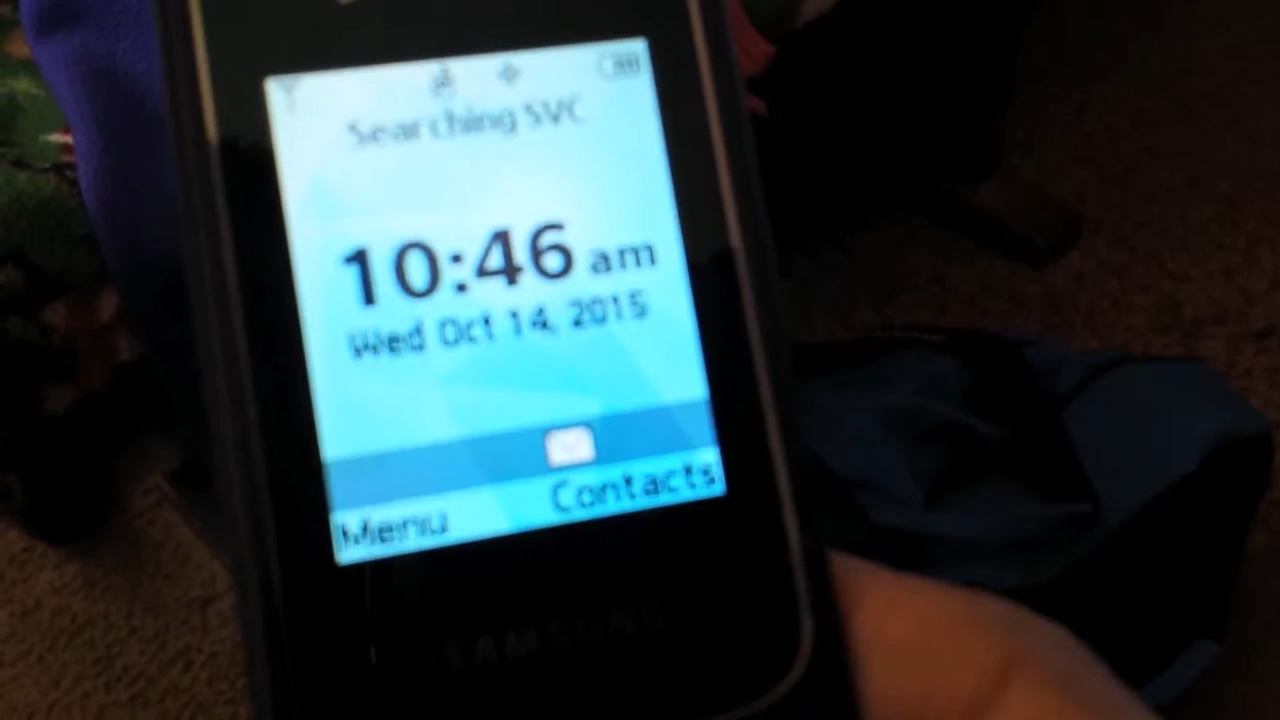 Searching SVC
10:46 am
Wed Oct 14, 2015
Contacts
Menu
SAMSUNG